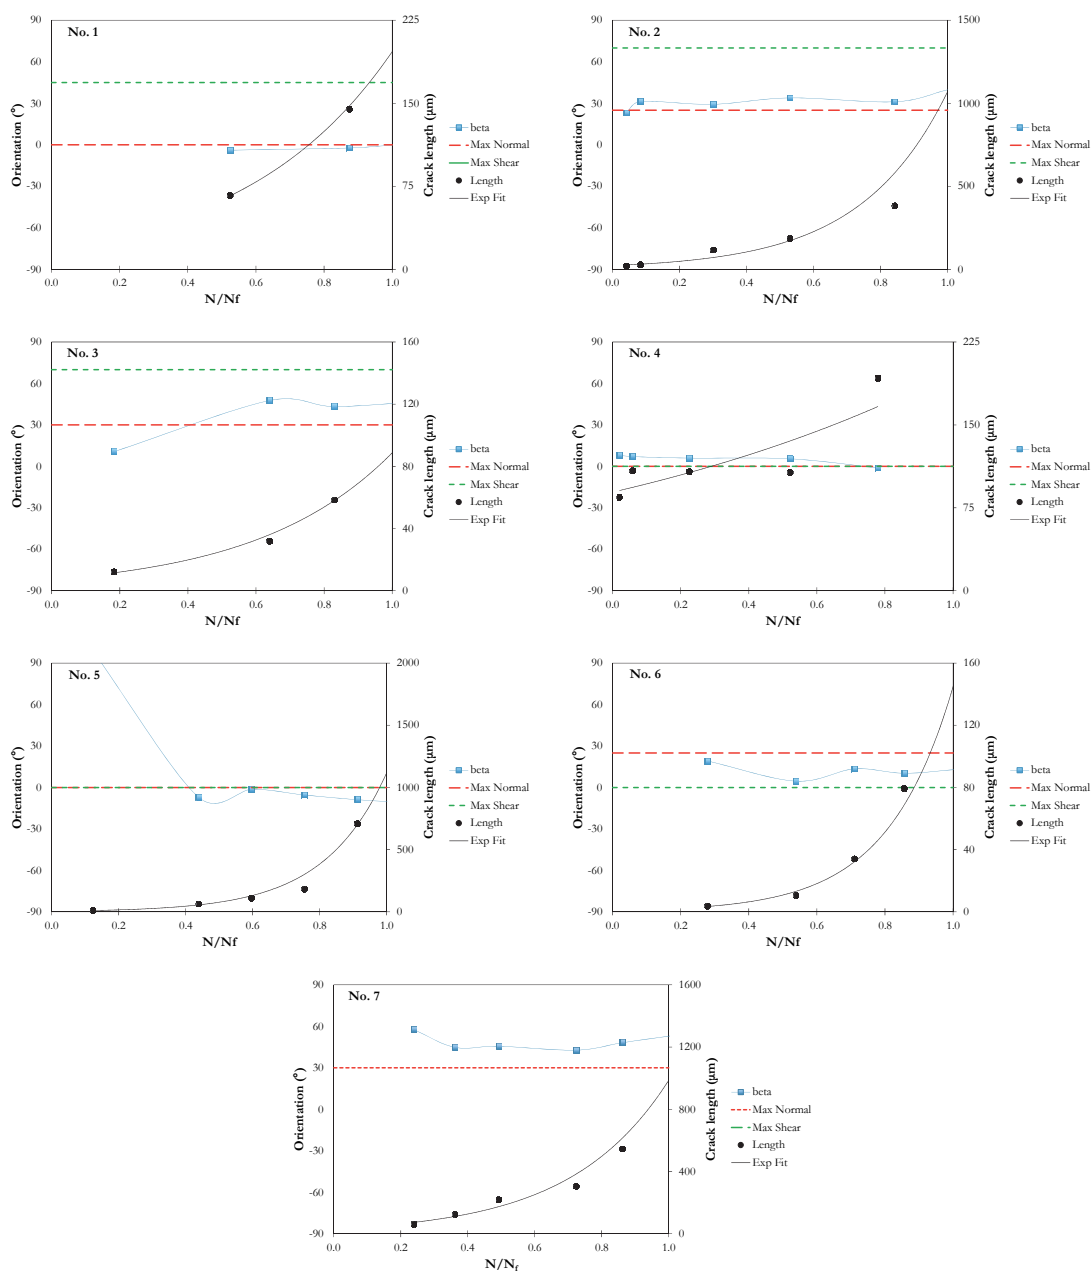 No. 1
90
60
30
0
-30
-60
-90
0.0
0.2
0.4
0.6
0.8
1.0
225
150
75
0
Orientation (°)
N/Nf
Crack length (μm)
beta
Max Normal
Max Shear
Length
Exp Fit
No. 2
90
60
30
0
-30
-60
-90
0.0
0.2
0.4
0.6
0.8
1.0
1500
1000
500
0
Orientation (°)
N/Nf
Crack length (μm)
beta
Max Normal
Max Shear
Length
Exp Fit
No. 3
90
60
30
0
-30
-60
-90
0.0
0.2
0.4
0.6
0.8
1.0
160
120
80
40
0
Orientation (°)
N/Nf
Crack length (μm)
beta
Max Normal
Max Shear
Length
Exp Fit
No. 4
90
60
30
0
-30
-60
-90
0.0
0.2
0.4
0.6
0.8
1.0
225
150
75
0
Orientation (°)
N/Nf
Crack length (μm)
beta
Max Normal
Max Shear
Length
Exp Fit
No. 5
90
60
30
0
-30
-60
-90
0.0
0.2
0.4
0.6
0.8
1.0
2000
1500
1000
500
0
Orientation (°)
N/Nf
Crack length (μm)
beta
Max Normal
Max Shear
Length
Exp Fit
No. 6
90
60
30
0
-30
-60
-90
0.0
0.2
0.4
0.6
0.8
1.0
160
120
80
40
0
Orientation (°)
N/Nf
Crack length (μm)
beta
Max Normal
Max Shear
Length
Exp Fit
No. 7
90
60
30
0
-30
-60
-90
0.0
0.2
0.4
0.6
0.8
1.0
1600
1200
800
400
0
Orientation (°)
N/Nf
Crack length (μm)
beta
Max Normal
Max Shear
Length
Exp Fit